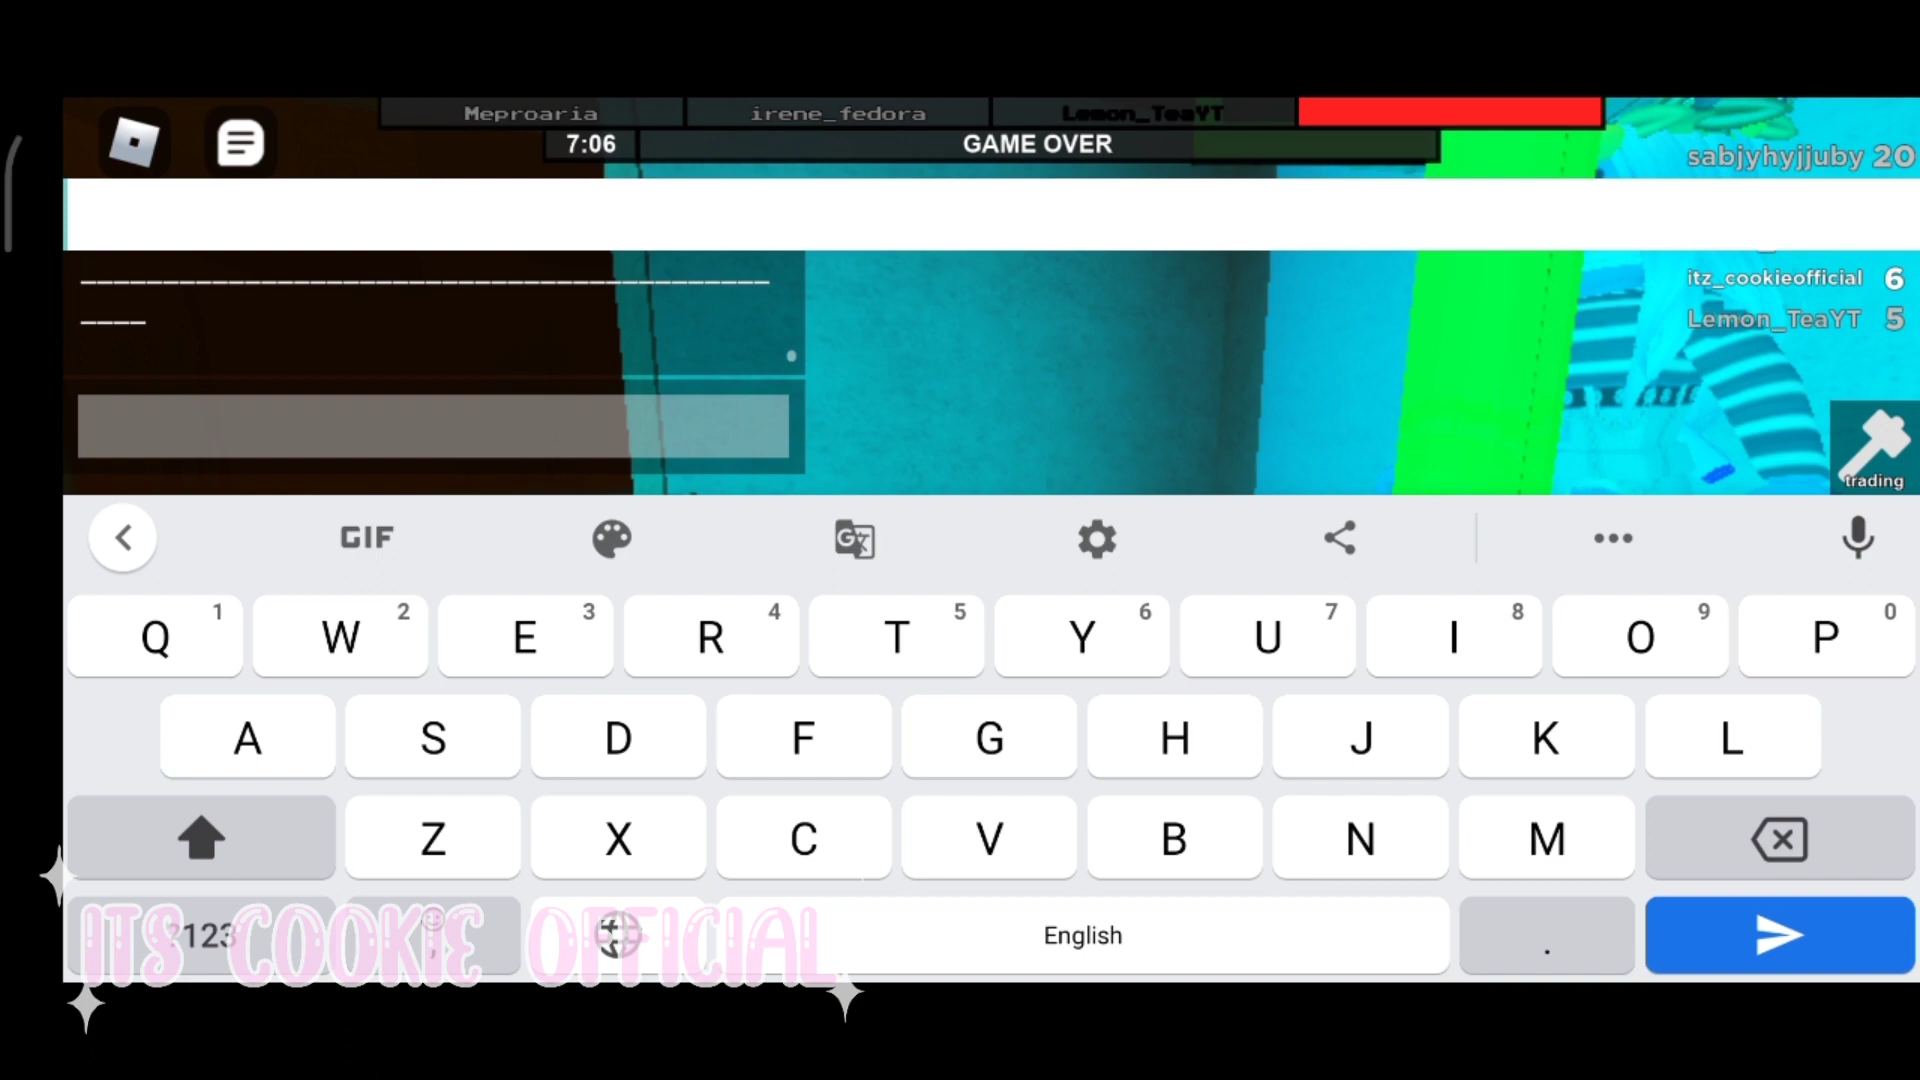 Meproaria irene_fedora Lemon_TeaYT
7:06 GAME OVER
sabjyhyjjuby 20
itz_cookieofficial 6
Lemon_TeaYT 5
trading
GIF
Q 1 W 2 E 3 R 4 T 5 Y 6 U 7 I 8 O 9 P 0
A S D F G H J K L
Z X C V B N M
?123 , English .
ITS COOKIE OFFICIAL